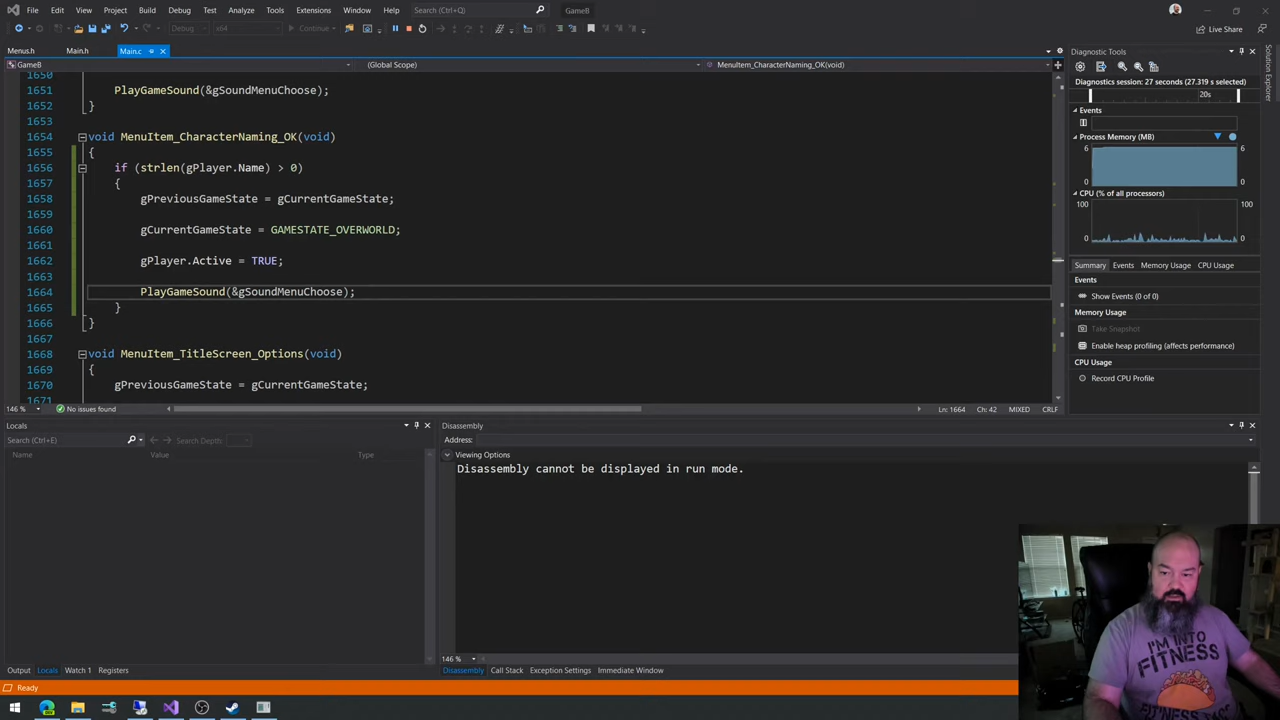 File Edit View Git Project Build Debug Test Analyze Tools Extensions Window Help Search (Ctrl+Q) GameB
Debug x64 Continue Live Share
Menus.h Main.h Main.c
GameB (Global Scope) MenuItem_CharacterNaming_OK(void)
1650
1651 PlayGameSound(&gSoundMenuChoose);
1652 }
1653
1654 void MenuItem_CharacterNaming_OK(void)
1655 {
1656 if (strlen(gPlayer.Name) > 0)
1657 {
1658 gPreviousGameState = gCurrentGameState;
1659
1660 gCurrentGameState = GAMESTATE_OVERWORLD;
1661
1662 gPlayer.Active = TRUE;
1663
1664 PlayGameSound(&gSoundMenuChoose);
1665 }
1666 }
1667
1668 void MenuItem_TitleScreen_Options(void)
1669 {
1670 gPreviousGameState = gCurrentGameState;
1671
146 % No issues found Ln: 1664 Ch: 42 MIXED CRLF
Diagnostic Tools
Diagnostics session: 27 seconds (27.319 s selected)
20s
Events
Process Memory (MB)
6 6
0 0
CPU (% of all processors)
100 100
0 0
Summary Events Memory Usage CPU Usage
Events
Show Events (0 of 0)
Memory Usage
Take Snapshot
Enable heap profiling (affects performance)
CPU Usage
Record CPU Profile
Solution Explorer
Locals
Search (Ctrl+E) Search Depth:
Name Value Type
Disassembly
Address:
Viewing Options
Disassembly cannot be displayed in run mode.
146 %
Output Locals Watch 1 Registers
Disassembly Call Stack Exception Settings Immediate Window
Ready
I'M INTO
FITNESS